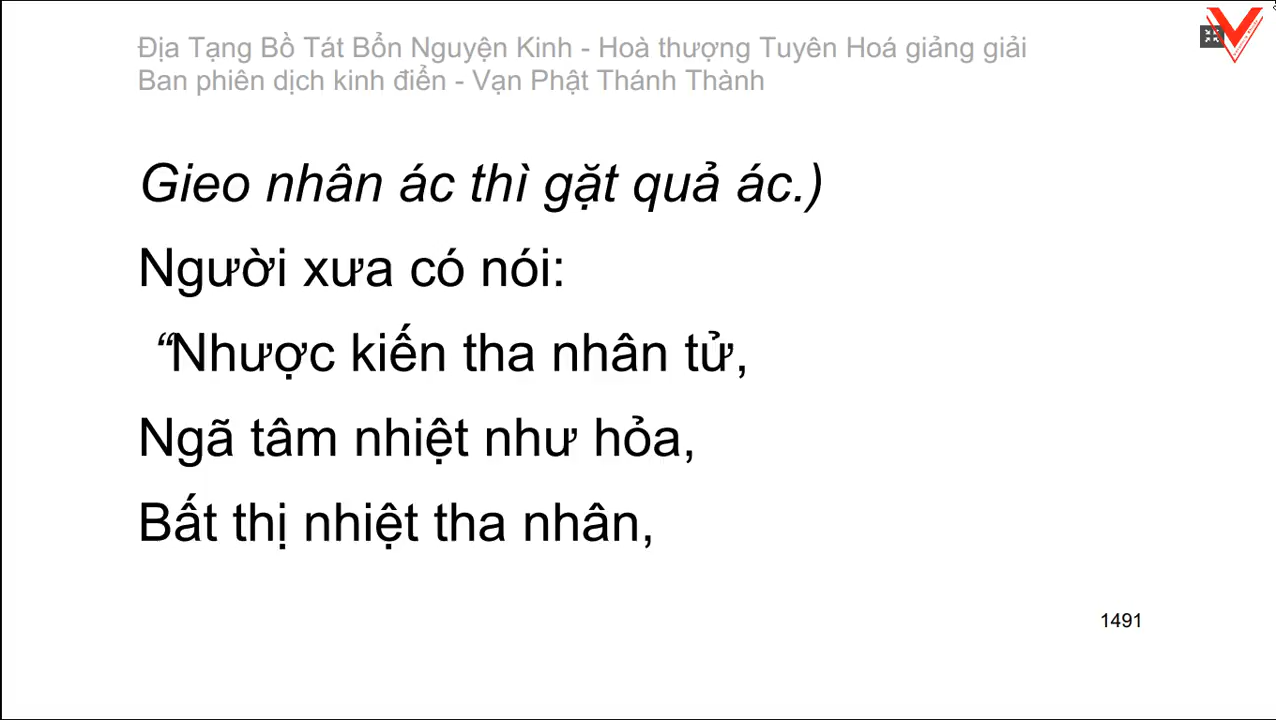 Địa Tạng Bồ Tát Bổn Nguyện Kinh - Hoà thượng Tuyên Hoá giảng giải
Ban phiên dịch kinh điển - Vạn Phật Thánh Thành
Gieo nhân ác thì gặt quả ác.)
Người xưa có nói:
“Nhược kiến tha nhân tử,
Ngã tâm nhiệt như hỏa,
Bất thị nhiệt tha nhân,
1491